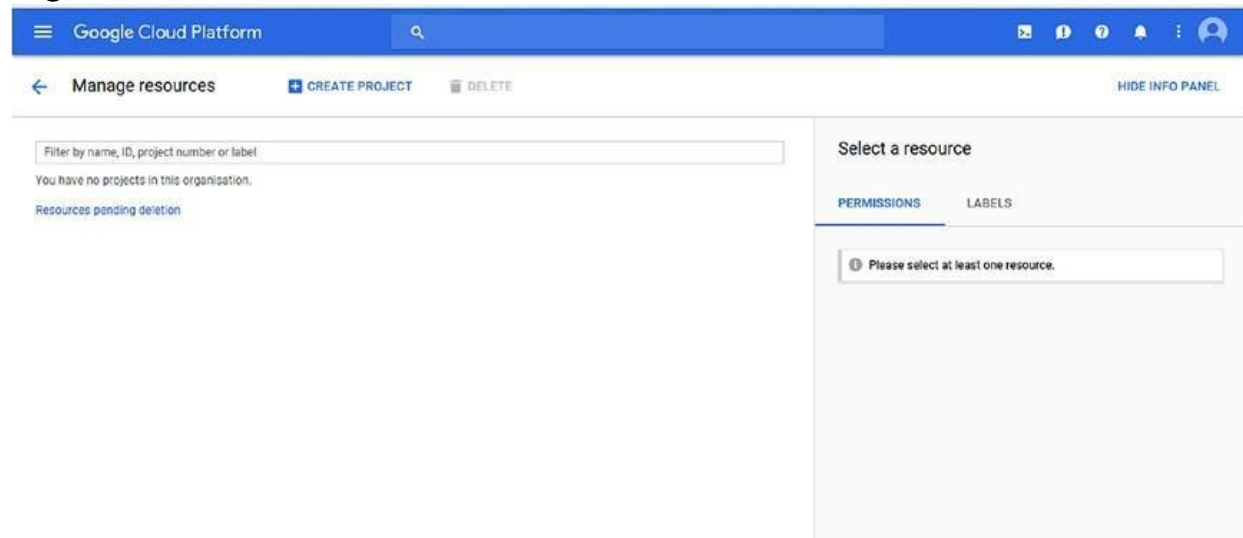 Google Cloud Platform
Manage resources
CREATE PROJECT
DELETE
HIDE INFO PANEL
Filter by name, ID, project number or label
You have no projects in this organisation.
Resources pending deletion
Select a resource
PERMISSIONS
LABELS
Please select at least one resource.